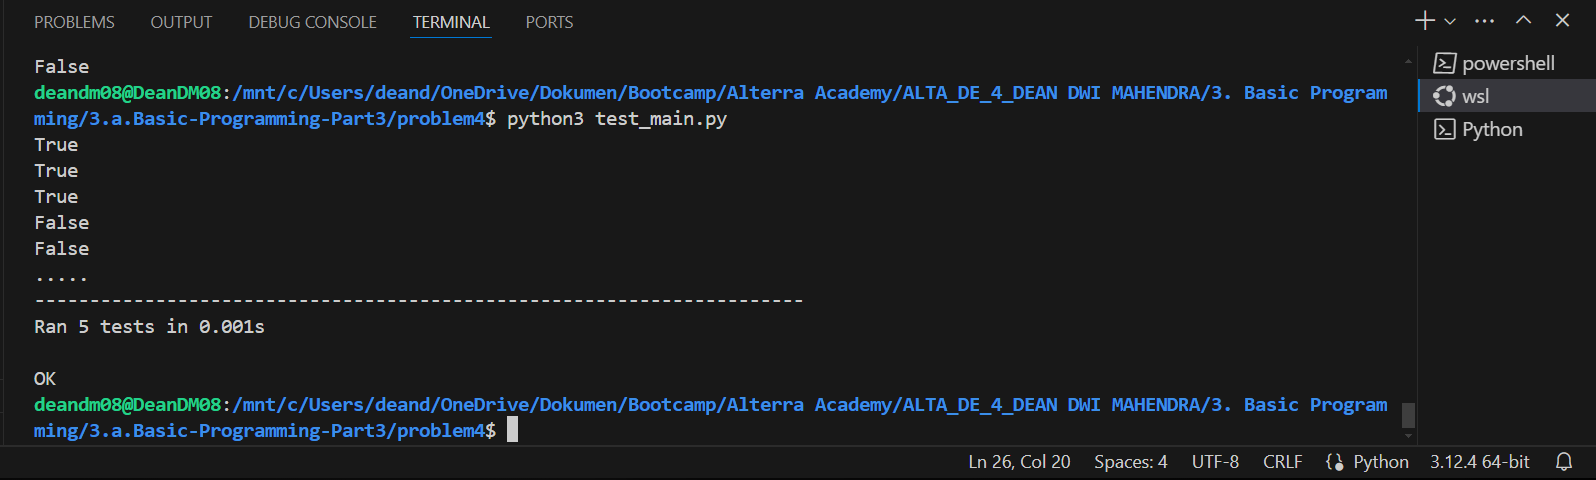 PROBLEMS OUTPUT DEBUG CONSOLE TERMINAL PORTS
False
deandm08@DeanDM08:/mnt/c/Users/deand/OneDrive/Dokumen/Bootcamp/Alterra Academy/ALTA_DE_4_DEAN DWI MAHENDRA/3. Basic Program
ming/3.a.Basic-Programming-Part3/problem4$ python3 test_main.py
True
True
True
False
False
.....
----------------------------------------------------------------------
Ran 5 tests in 0.001s
OK
deandm08@DeanDM08:/mnt/c/Users/deand/OneDrive/Dokumen/Bootcamp/Alterra Academy/ALTA_DE_4_DEAN DWI MAHENDRA/3. Basic Program
ming/3.a.Basic-Programming-Part3/problem4$
powershell
wsl
Python
Ln 26, Col 20 Spaces: 4 UTF-8 CRLF Python 3.12.4 64-bit